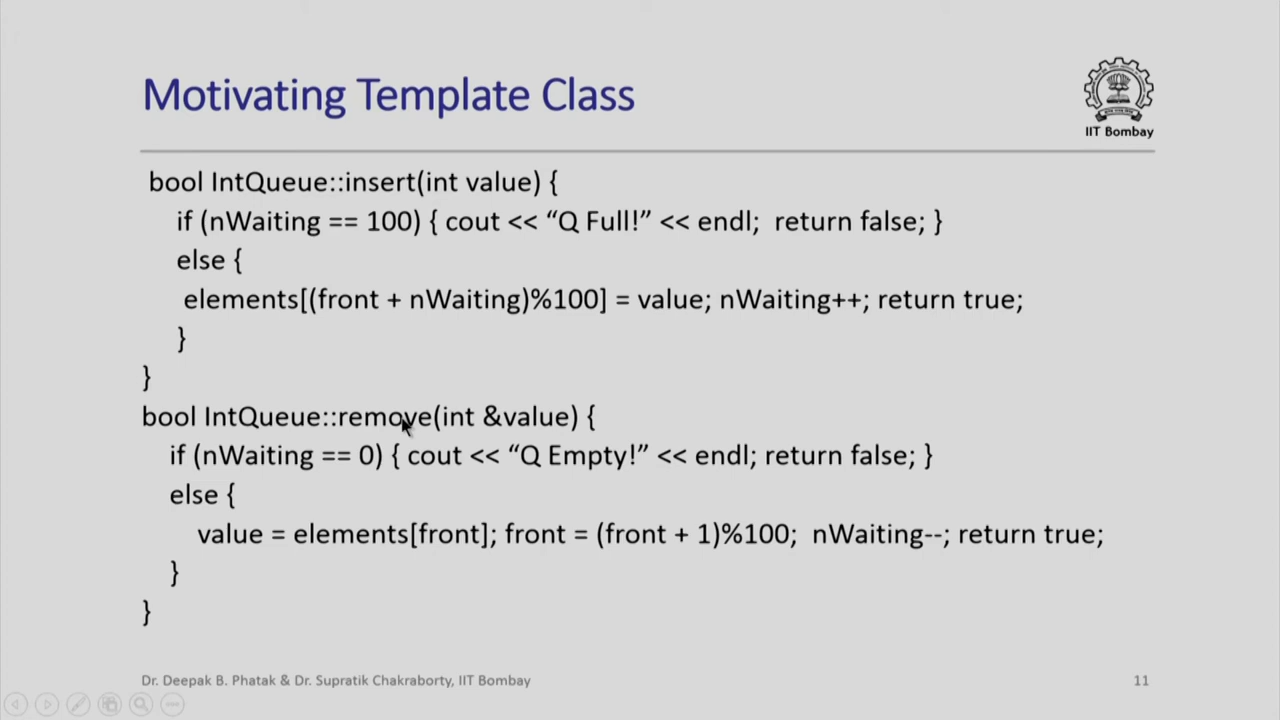 Motivating Template Class
IIT Bombay
bool IntQueue::insert(int value) {
if (nWaiting == 100) { cout << “Q Full!” << endl; return false; }
else {
elements[(front + nWaiting)%100] = value; nWaiting++; return true;
}
}
bool IntQueue::remove(int &value) {
if (nWaiting == 0) { cout << “Q Empty!” << endl; return false; }
else {
value = elements[front]; front = (front + 1)%100; nWaiting--; return true;
}
}
Dr. Deepak B. Phatak & Dr. Supratik Chakraborty, IIT Bombay
11